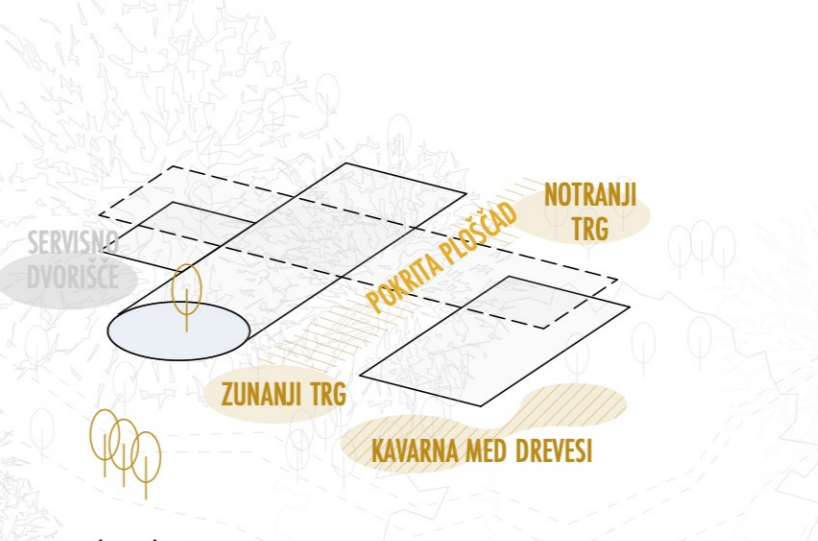 NOTRANJI
TRG
SERVISNO
DVORIŠČE
POKRITA PLOŠČAD
ZUNANJI TRG
KAVARNA MED DREVESI